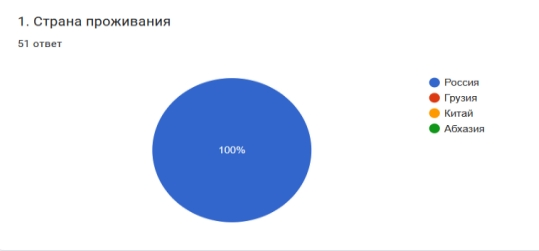 1. Страна проживания
51 ответ
100%
Россия
Грузия
Китай
Абхазия